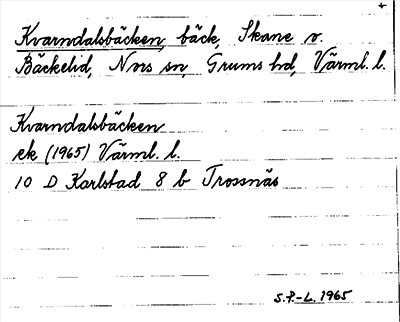 Kvarndalsbäcken, bäck, Skane v.
Bäckelid, Nors sn, Grums hd, Värml. l.
Kvarndalsbäcken
ek (1965) Värml. l.
10 D Karlstad 8 b Trossnäs
S.P.-L. 1965